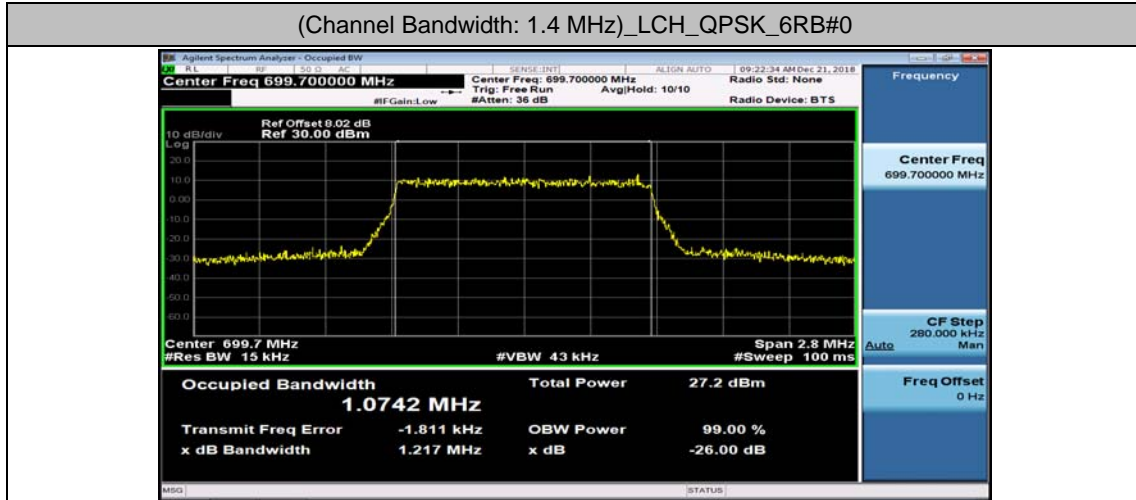 (Channel Bandwidth: 1.4 MHz)_LCH_QPSK_6RB#0
Agilent Spectrum Analyzer - Occupied BW
RL RF 50 Ω AC SENSE:INT ALIGN AUTO 09:22:34 AM Dec 21, 2018
Center Freq 699.700000 MHz Center Freq: 699.700000 MHz Radio Std: None Frequency
Trig: Free Run Avg|Hold: 10/10
#IFGain:Low #Atten: 36 dB Radio Device: BTS
Ref Offset 8.02 dB
10 dB/div Ref 30.00 dBm
Log
20.0
10.0
0.00
-10.0
-20.0
-30.0
-40.0
-50.0
-60.0
Center Freq
699.700000 MHz
CF Step
280.000 kHz
Auto Man
Freq Offset
0 Hz
Center 699.7 MHz Span 2.8 MHz
#Res BW 15 kHz #VBW 43 kHz #Sweep 100 ms
Occupied Bandwidth Total Power 27.2 dBm
1.0742 MHz
Transmit Freq Error -1.811 kHz OBW Power 99.00 %
x dB Bandwidth 1.217 MHz x dB -26.00 dB
MSG STATUS